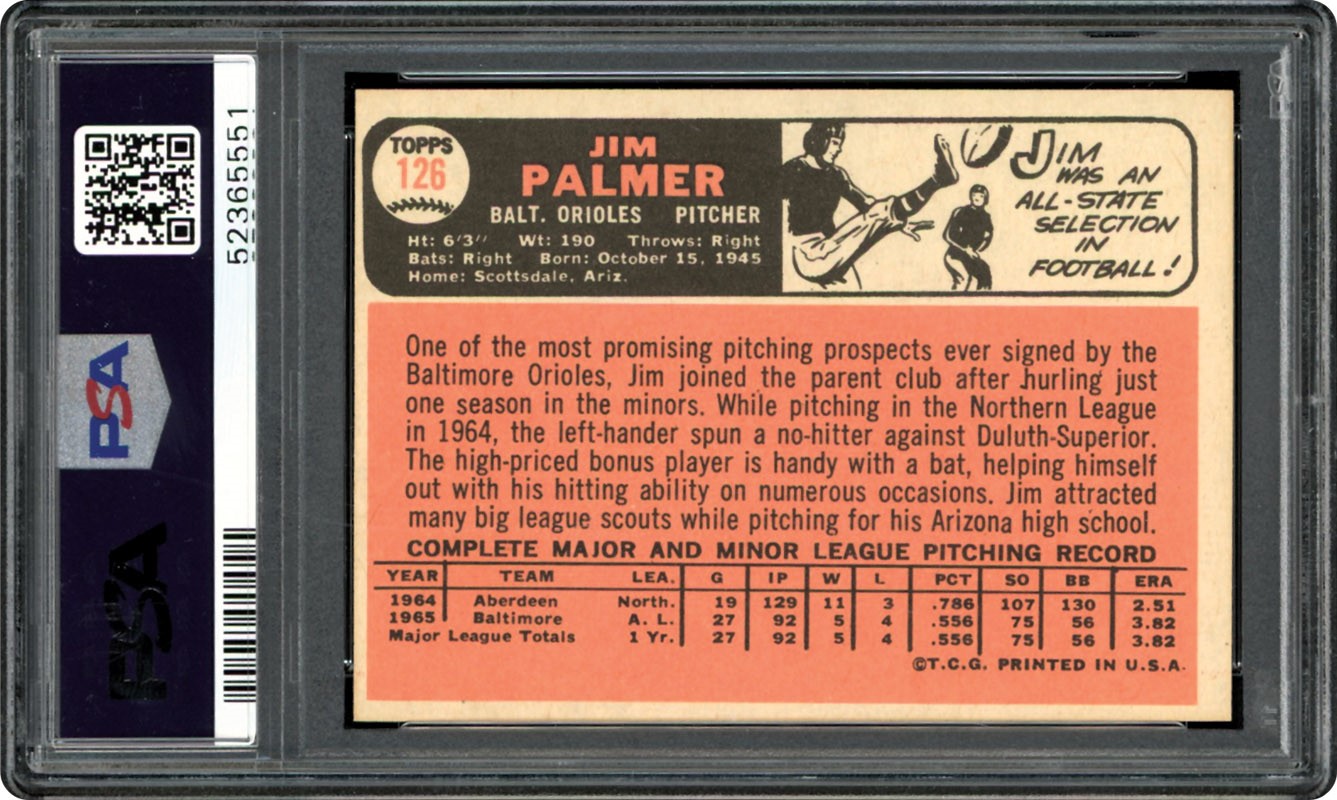 52365551
PSA
PSA
TOPPS
126
JIM
PALMER
BALT. ORIOLES PITCHER
Ht: 6'3" Wt: 190 Throws: Right
Bats: Right Born: October 15, 1945
Home: Scottsdale, Ariz.
JIM
WAS AN
ALL-STATE
SELECTION
IN
FOOTBALL!
One of the most promising pitching prospects ever signed by the
Baltimore Orioles, Jim joined the parent club after hurling just
one season in the minors. While pitching in the Northern League
in 1964, the left-hander spun a no-hitter against Duluth-Superior.
The high-priced bonus player is handy with a bat, helping himself
out with his hitting ability on numerous occasions. Jim attracted
many big league scouts while pitching for his Arizona high school.
COMPLETE MAJOR AND MINOR LEAGUE PITCHING RECORD
YEAR TEAM LEA. G IP W L PCT SO BB ERA
1964 Aberdeen North. 19 129 11 3 .786 107 130 2.51
1965 Baltimore A. L. 27 92 5 4 .556 75 56 3.82
Major League Totals 1 Yr. 27 92 5 4 .556 75 56 3.82
©T.C.G. PRINTED IN U.S.A.